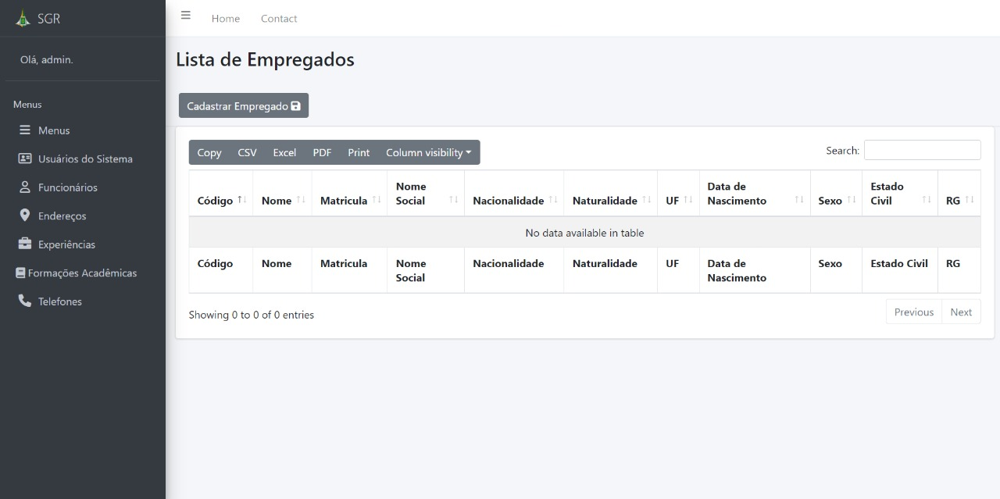 SGR
Home Contact
Olá, admin.
Lista de Empregados
Cadastrar Empregado
Menus
Menus
Usuários do Sistema
Funcionários
Endereços
Experiências
Formações Acadêmicas
Telefones
Copy CSV Excel PDF Print Column visibility
Search:
Código Nome Matricula Nome Social Nacionalidade Naturalidade UF Data de Nascimento Sexo Estado Civil RG
No data available in table
Código Nome Matricula Nome Social Nacionalidade Naturalidade UF Data de Nascimento Sexo Estado Civil RG
Showing 0 to 0 of 0 entries
Previous Next